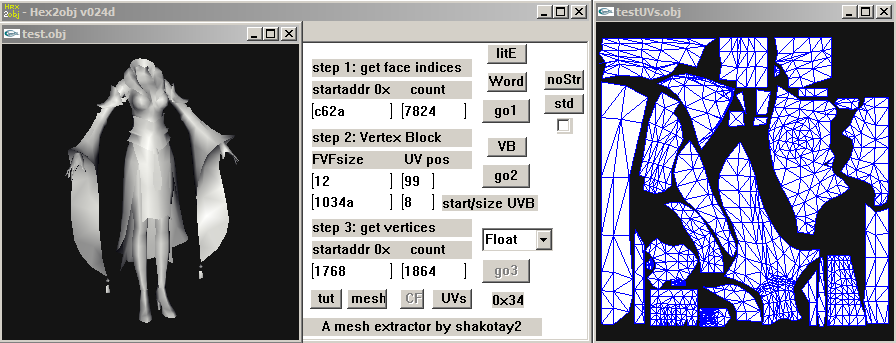 Hex
2obj
- Hex2obj v024d
test.obj
litE
step 1: get face indices
Word
noStr
startaddr 0x count
std
[c62a ] [7824 ]
go1
step 2: Vertex Block
VB
FVFsize UV pos
go2
[12 ] [99 ]
[1034a ] [8 ] start/size UVB
step 3: get vertices
Float
startaddr 0x count
[1768 ] [1864 ]
go3
tut mesh CF UVs 0x34
A mesh extractor by shakotay2
testUVs.obj